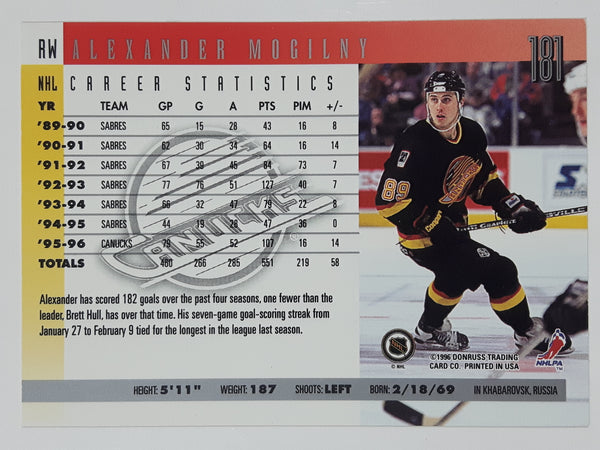 RW ALEXANDER MOGILNY 181
NHL CAREER STATISTICS
YR TEAM GP G A PTS PIM +/-
'89-90 SABRES 65 15 28 43 16 8
'90-91 SABRES 62 30 34 64 16 14
'91-92 SABRES 67 39 45 84 73 7
'92-93 SABRES 77 76 51 127 40 7
'93-94 SABRES 66 32 47 79 22 8
'94-95 SABRES 44 19 28 47 36 0
'95-96 CANUCKS 79 55 52 107 16 14
TOTALS 460 266 285 551 219 58
CANUCKS
Alexander has scored 182 goals over the past four seasons, one fewer than the
leader, Brett Hull, has over that time. His seven-game goal-scoring streak from
January 27 to February 9 tied for the longest in the league last season.
89
CANUCKS
NHL
© NHL
©1996 DONRUSS TRADING
CARD CO. PRINTED IN USA
NHLPA
TM
HEIGHT: 5'11" WEIGHT: 187 SHOOTS: LEFT BORN: 2/18/69 IN KHABAROVSK, RUSSIA